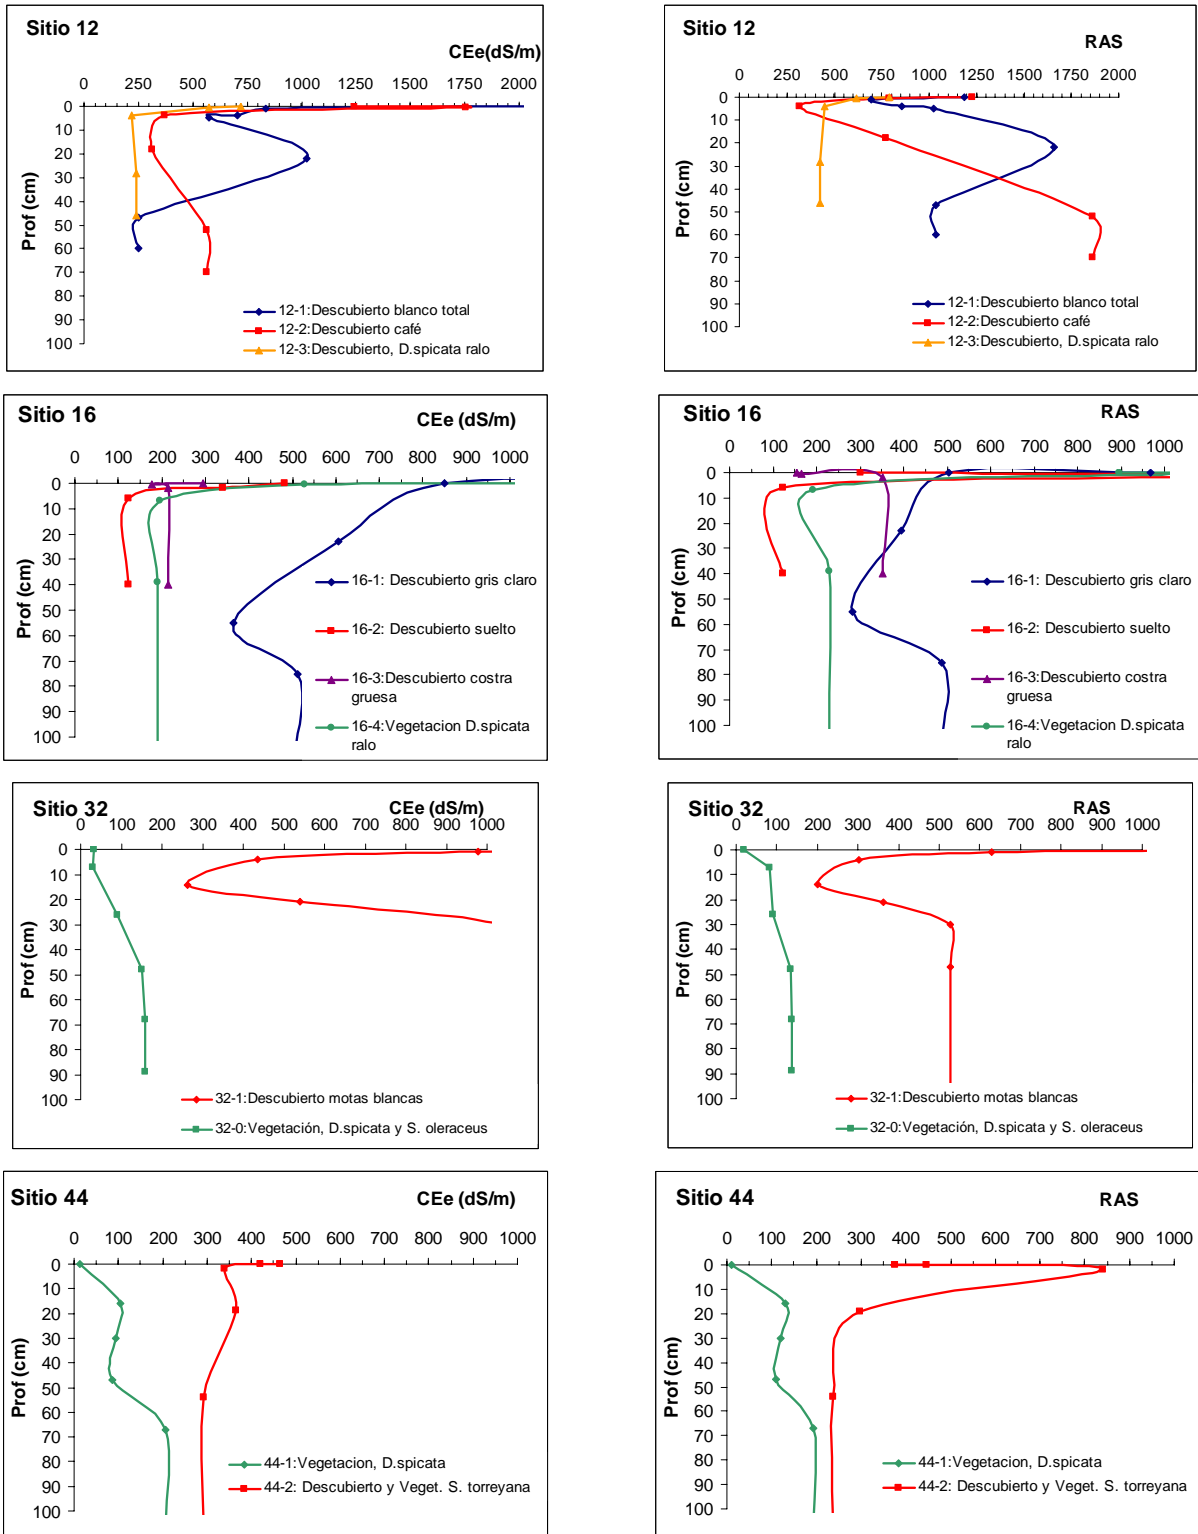 Sitio 12
CEe(dS/m)
0 250 500 750 1000 1250 1500 1750 2000
Prof (cm)
0
10
20
30
40
50
60
70
80
90
100
12-1:Descubierto blanco total
12-2:Descubierto café
12-3:Descubierto, D.spicata ralo
Sitio 12
RAS
0 250 500 750 1000 1250 1500 1750 2000
Prof (cm)
0
10
20
30
40
50
60
70
80
90
100
12-1:Descubierto blanco total
12-2:Descubierto café
12-3:Descubierto, D.spicata ralo
Sitio 16
CEe (dS/m)
0 100 200 300 400 500 600 700 800 900 1000
Prof (cm)
0
10
20
30
40
50
60
70
80
90
100
16-1: Descubierto gris claro
16-2: Descubierto suelto
16-3:Descubierto costra
gruesa
16-4:Vegetacion D.spicata
ralo
Sitio 16
RAS
0 100 200 300 400 500 600 700 800 900 1000
Prof (cm)
0
10
20
30
40
50
60
70
80
90
100
16-1: Descubierto gris claro
16-2: Descubierto suelto
16-3:Descubierto costra
gruesa
16-4:Vegetacion D.spicata
ralo
Sitio 32
CEe (dS/m)
0 100 200 300 400 500 600 700 800 900 1000
Prof (cm)
0
10
20
30
40
50
60
70
80
90
100
32-1:Descubierto motas blancas
32-0:Vegetación, D.spicata y S. oleraceus
Sitio 32
RAS
0 100 200 300 400 500 600 700 800 900 1000
Prof (cm)
0
10
20
30
40
50
60
70
80
90
100
32-1:Descubierto motas blancas
32-0:Vegetación, D.spicata y S. oleraceus
Sitio 44
CEe (dS/m)
0 100 200 300 400 500 600 700 800 900 1000
Prof (cm)
0
10
20
30
40
50
60
70
80
90
100
44-1:Vegetacion, D.spicata
44-2: Descubierto y Veget. S. torreyana
Sitio 44
RAS
0 100 200 300 400 500 600 700 800 900 1000
Prof (cm)
0
10
20
30
40
50
60
70
80
90
100
44-1:Vegetacion, D.spicata
44-2: Descubierto y Veget. S. torreyana